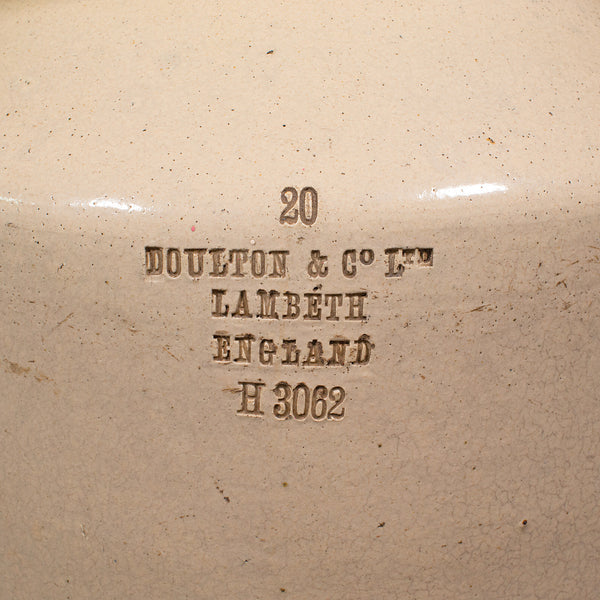 20
DOULTON & Cº LTD
LAMBETH
ENGLAND
H 3062